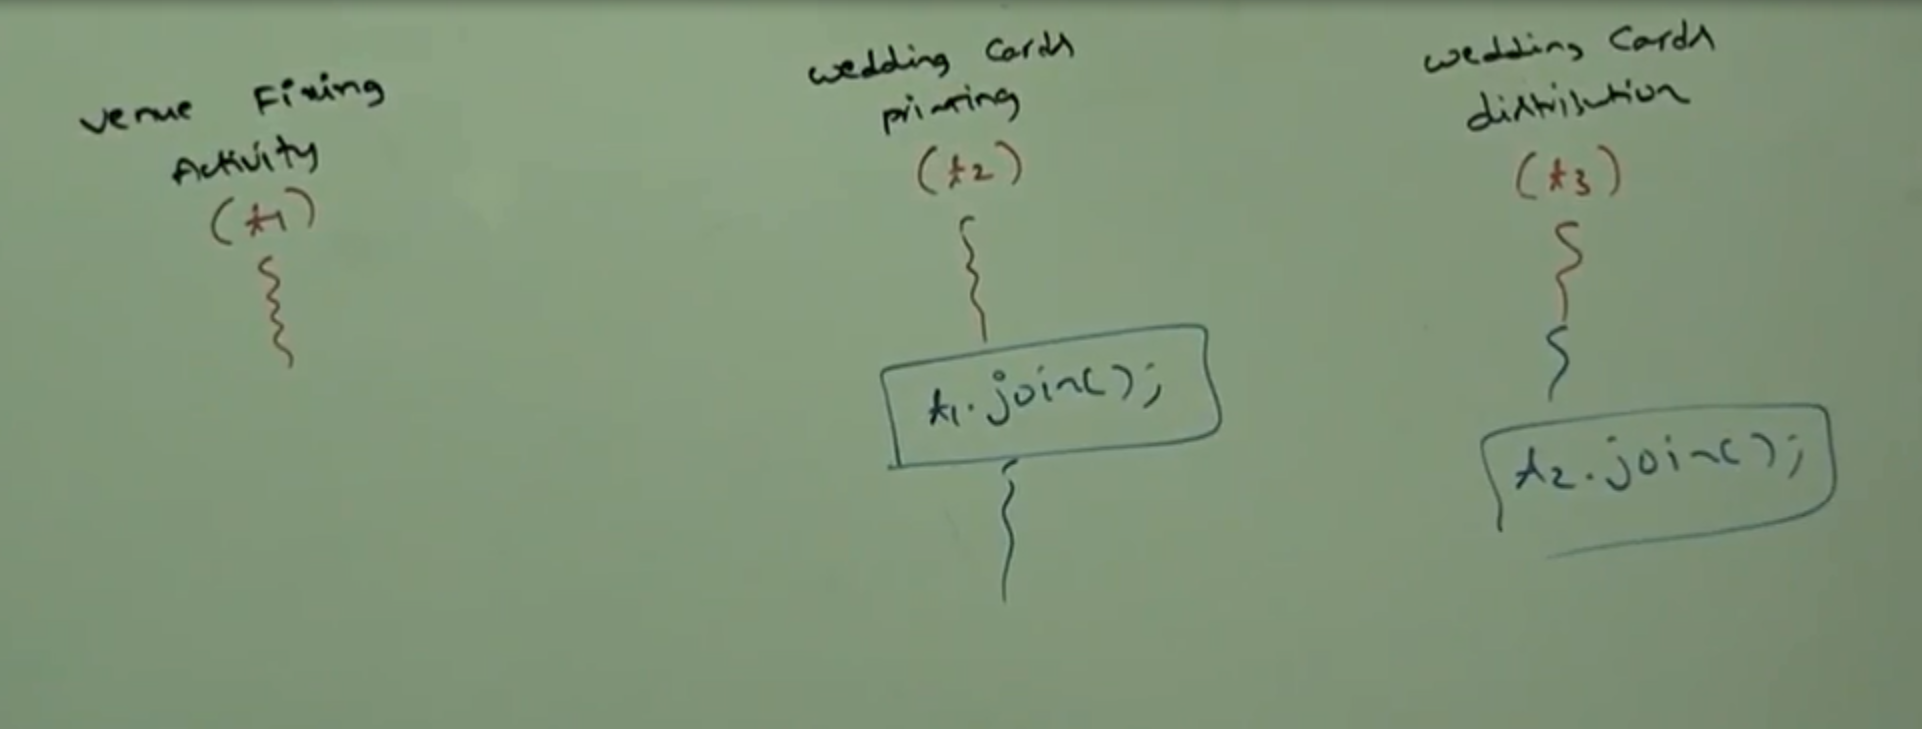 Venue Fixing
Activity
(t1)
wedding Cards
printing
(t2)
t1.join();
wedding Cards
distribution
(t3)
t2.join();